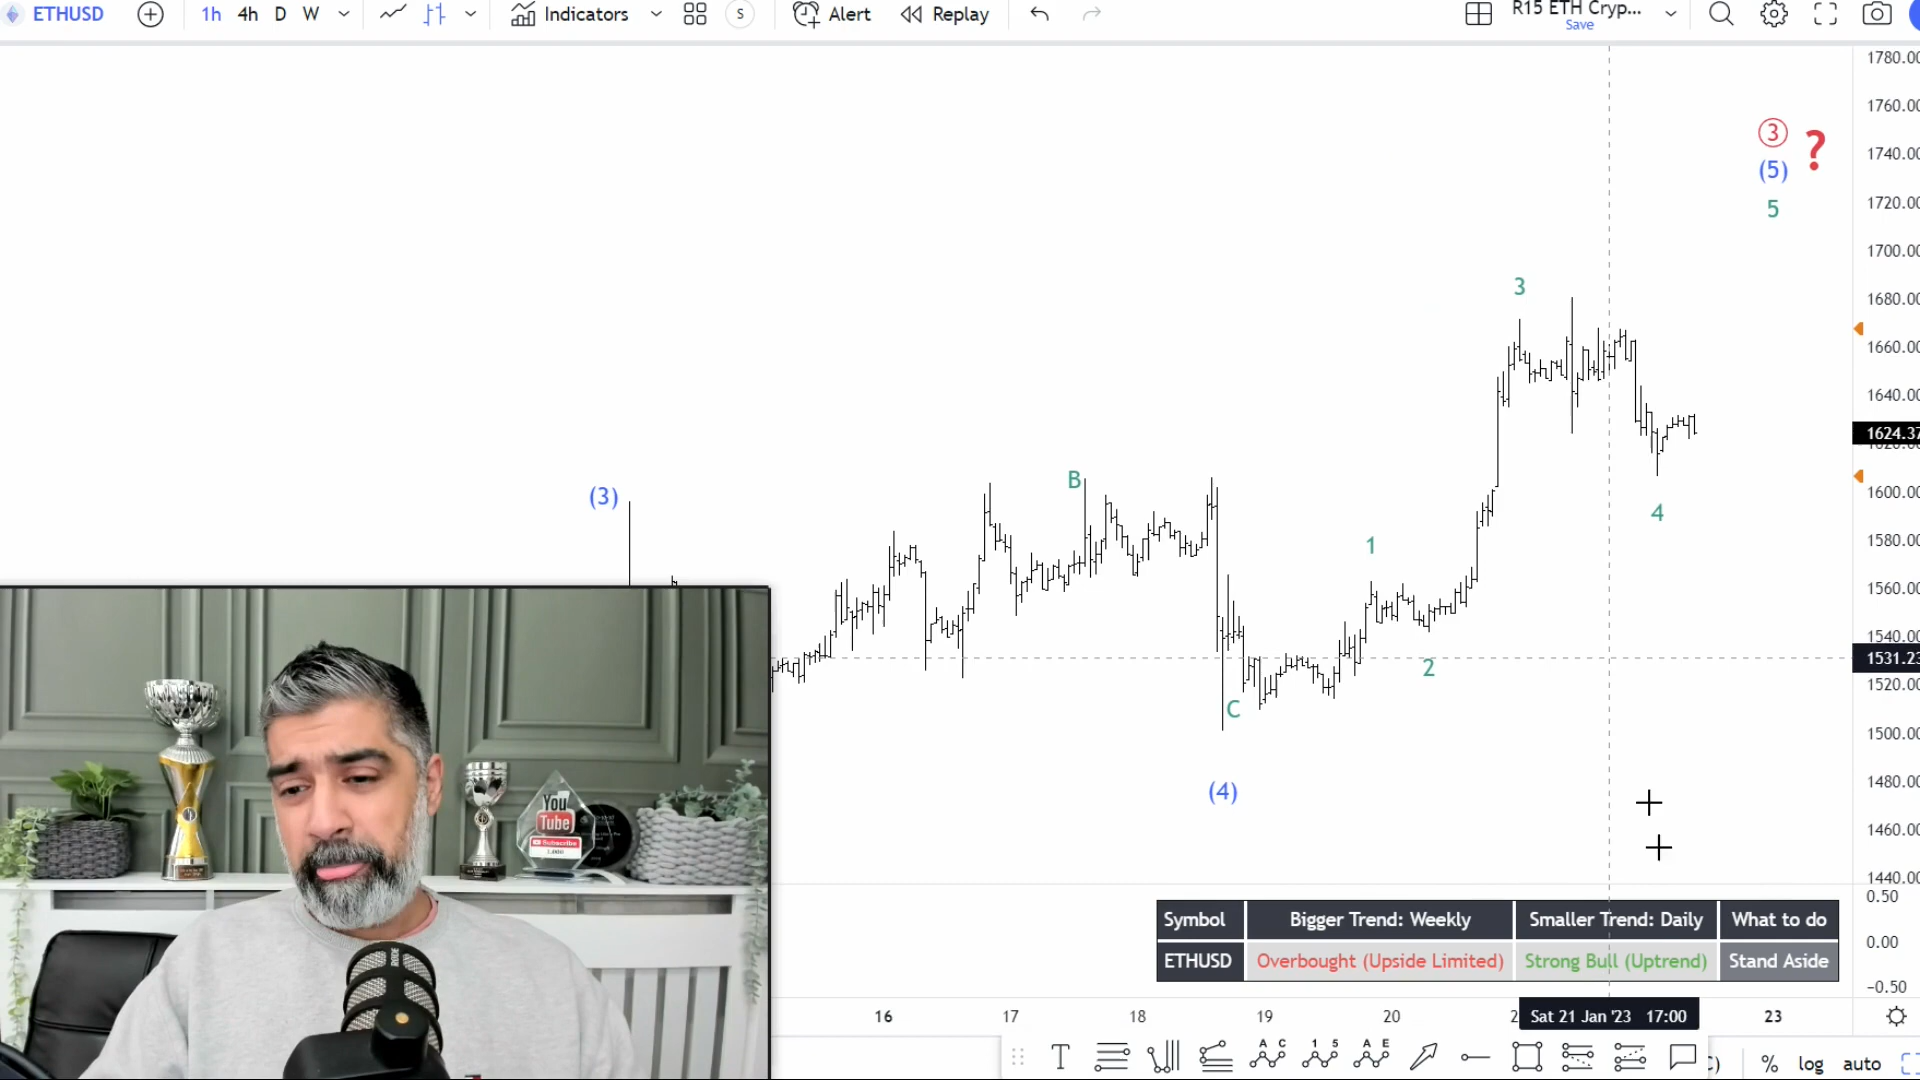 ETHUSD 1h 4h D W Indicators S Alert Replay R15 ETH Cryp...
Save
1780.00
1760.00
③ ?
1740.00
(5)
5
1720.00
1700.00
3
1680.00
1660.00
1640.00
1624.37
B
(3)
1600.00
4
1
1580.00
1560.00
1540.00
2
1531.23
1520.00
C
1500.00
(4)
1480.00
1460.00
1440.00
0.50
0.00
-0.50
Symbol Bigger Trend: Weekly Smaller Trend: Daily What to do
ETHUSD Overbought (Upside Limited) Strong Bull (Uptrend) Stand Aside
16 17 18 19 20 Sat 21 Jan '23 17:00 23
T A C 1 5 A E % log auto
You
Tube
Subscribe
RØDE